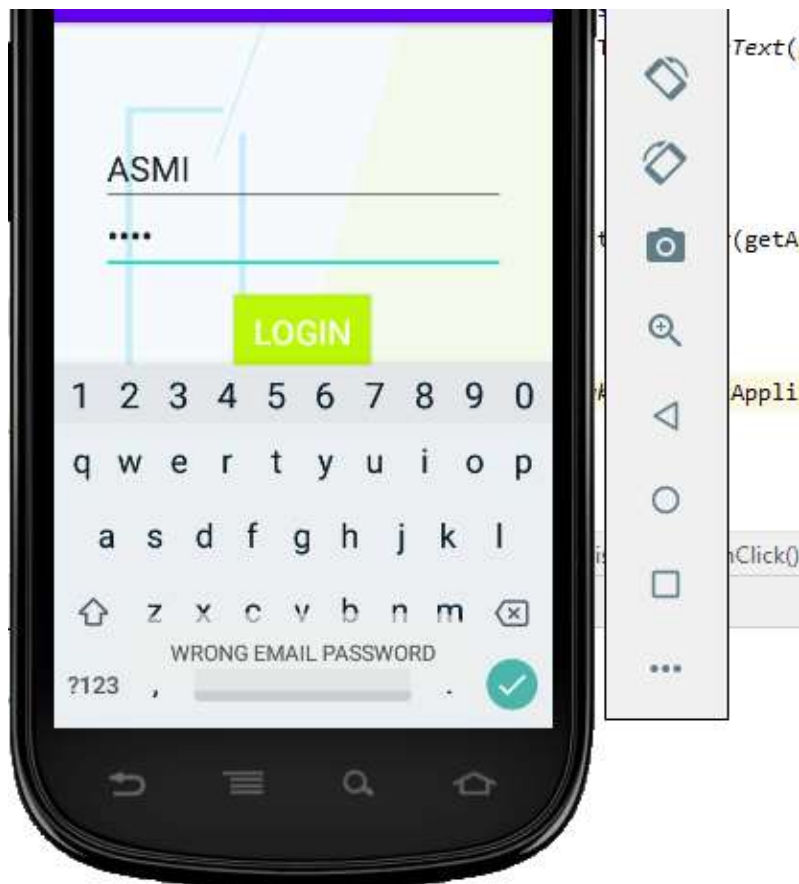 Text(
ASMI
••••
(getA
LOGIN
1 2 3 4 5 6 7 8 9 0
Appli
q w e r t y u i o p
a s d f g h j k l
Click()
z x c v b n m
WRONG EMAIL PASSWORD
?123 , .